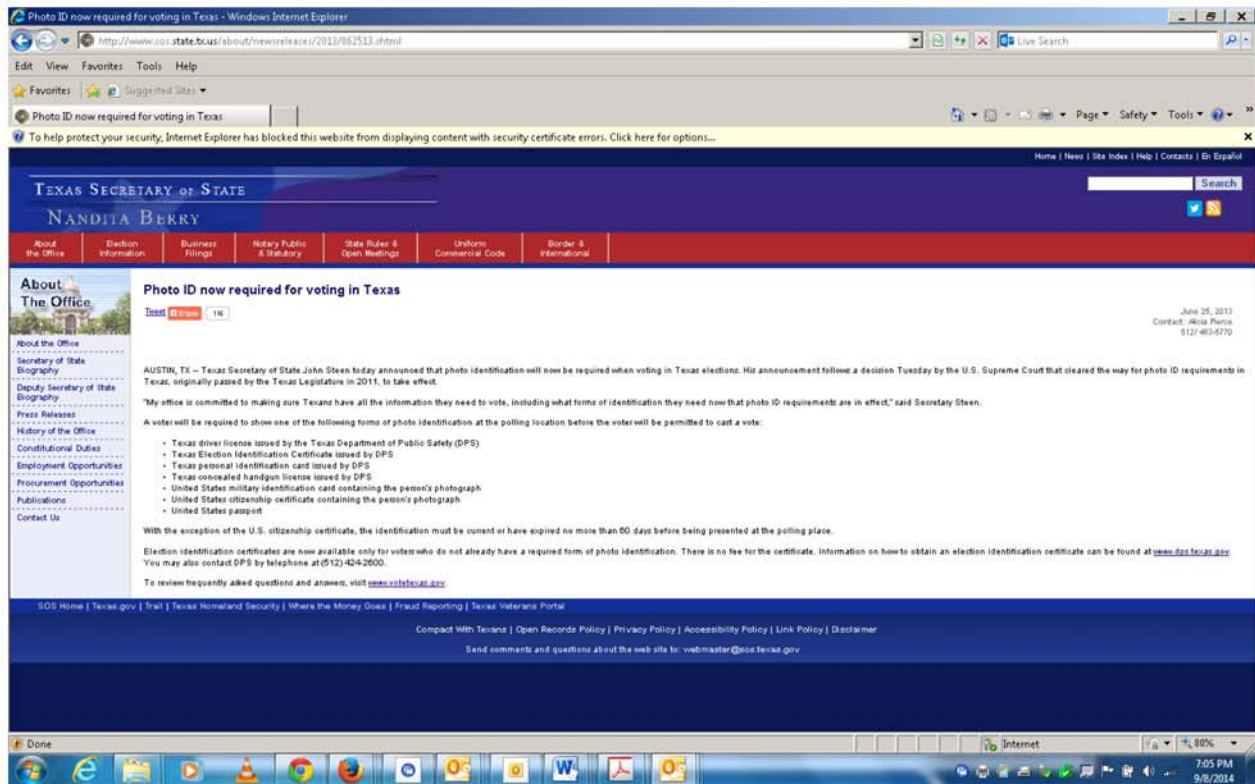 Photo ID now required for voting in Texas - Windows Internet Explorer
http://www.sos.state.tx.us/about/newsreleases/2013/062513.shtml
Live Search
Edit View Favorites Tools Help
Favorites Suggested Sites
Photo ID now required for voting in Texas
Page Safety Tools
To help protect your security, Internet Explorer has blocked this website from displaying content with security certificate errors. Click here for options...
Home | News | Site Index | Help | Contacts | En Español
TEXAS SECRETARY of STATE
Search
NANDITA BERRY
About the Office
Election Information
Business Filings
Notary Public & Statutory
State Rules & Open Meetings
Uniform Commercial Code
Border & International
About The Office
About the Office
Secretary of State Biography
Deputy Secretary of State Biography
Press Releases
History of the Office
Constitutional Duties
Employment Opportunities
Procurement Opportunities
Publications
Contact Us
Photo ID now required for voting in Texas
Tweet Share 116
June 25, 2013
Contact: Alicia Pierce
512/ 463-5770
AUSTIN, TX – Texas Secretary of State John Steen today announced that photo identification will now be required when voting in Texas elections. His announcement follows a decision Tuesday by the U.S. Supreme Court that cleared the way for photo ID requirements in
Texas, originally passed by the Texas Legislature in 2011, to take effect.
"My office is committed to making sure Texans have all the information they need to vote, including what forms of identification they need now that photo ID requirements are in effect," said Secretary Steen.
A voter will be required to show one of the following forms of photo identification at the polling location before the voter will be permitted to cast a vote:
• Texas driver license issued by the Texas Department of Public Safety (DPS)
• Texas Election Identification Certificate issued by DPS
• Texas personal identification card issued by DPS
• Texas concealed handgun license issued by DPS
• United States military identification card containing the person's photograph
• United States citizenship certificate containing the person's photograph
• United States passport
With the exception of the U.S. citizenship certificate, the identification must be current or have expired no more than 60 days before being presented at the polling place.
Election identification certificates are now available only for voters who do not already have a required form of photo identification. There is no fee for the certificate. Information on how to obtain an election identification certificate can be found at www.dps.texas.gov.
You may also contact DPS by telephone at (512) 424-2600.
To review frequently asked questions and answers, visit www.votetexas.gov.
SOS Home | Texas.gov | Trail | Texas Homeland Security | Where the Money Goes | Fraud Reporting | Texas Veterans Portal
Compact With Texans | Open Records Policy | Privacy Policy | Accessibility Policy | Link Policy | Disclaimer
Send comments and questions about the web site to: webmaster@sos.texas.gov
Done
Internet
80%
7:05 PM
9/8/2014